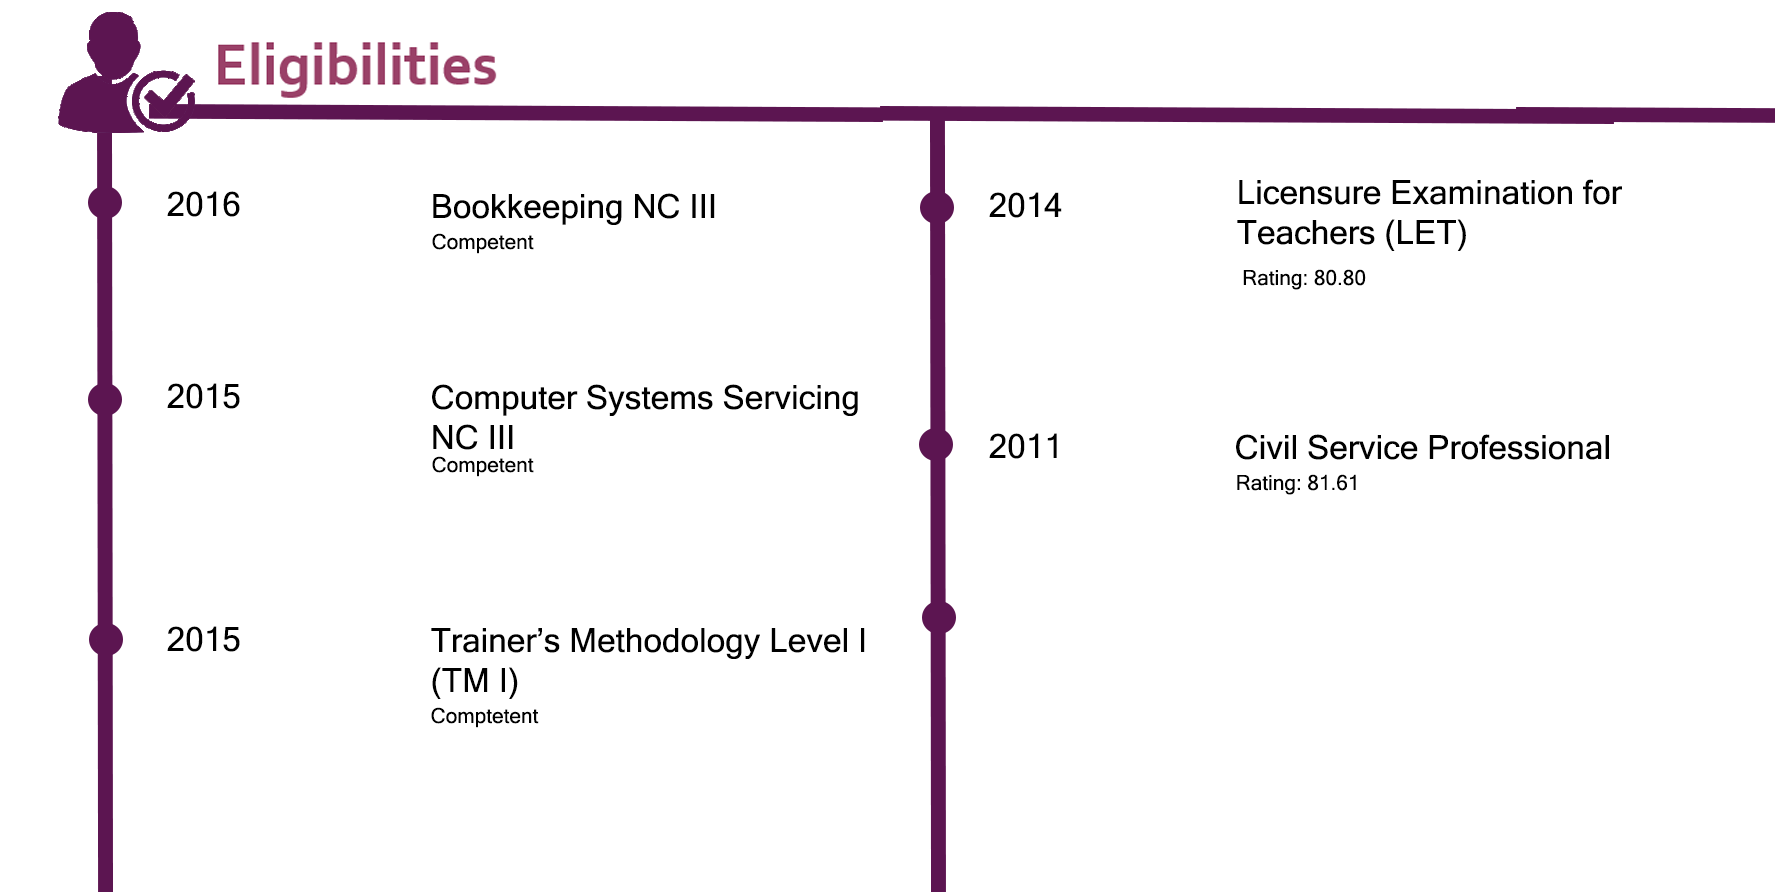 Eligibilities
2016
Bookkeeping NC III
Competent
2015
Computer Systems Servicing
NC III
Competent
2015
Trainer’s Methodology Level I
(TM I)
Comptetent
2014
Licensure Examination for
Teachers (LET)
Rating: 80.80
2011
Civil Service Professional
Rating: 81.61